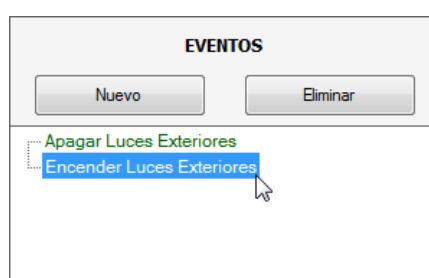 EVENTOS
Nuevo Eliminar
Apagar Luces Exteriores
Encender Luces Exteriores